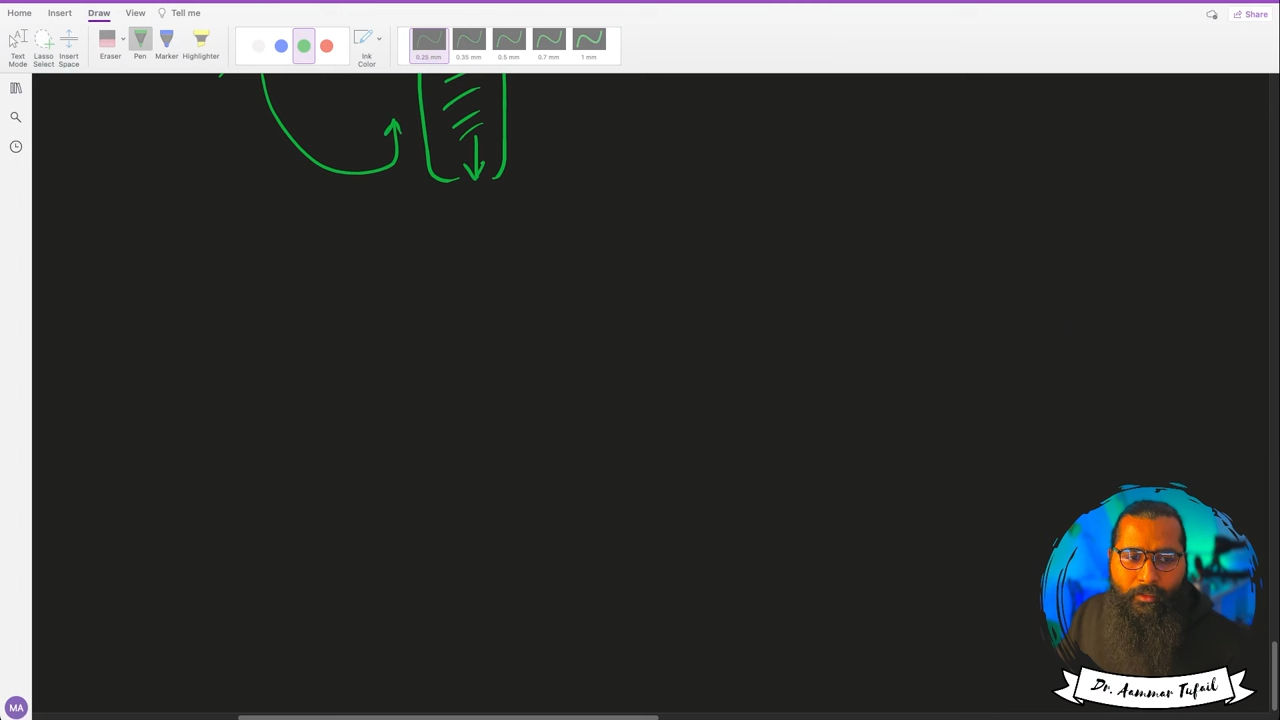 Home Insert Draw View Tell me
Share
Text Mode
Lasso Select
Insert Space
Eraser
Pen
Marker
Highlighter
Ink Color
0.25 mm
0.35 mm
0.5 mm
0.7 mm
1 mm
MA
Dr. Aammar Tufail